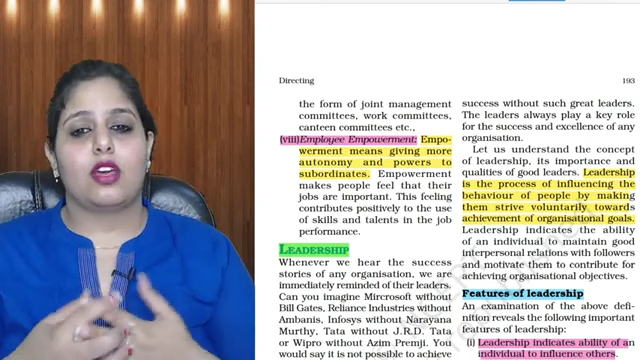 Directing
193
the form of joint management
committees, work committees,
canteen committees etc.,
(viii) Employee Empowerment: Empo-
werment means giving more
autonomy and powers to
subordinates. Empowerment
makes people feel that their
jobs are important. This feeling
contributes positively to the use
of skills and talents in the job
performance.
LEADERSHIP
Whenever we hear the success
stories of any organisation, we are
immediately reminded of their leaders.
Can you imagine Mircrosoft without
Bill Gates, Reliance Industries without
Ambanis, Infosys without Narayana
Murthy, Tata without J.R.D. Tata
or Wipro without Azim Premji. You
would say it is not possible to achieve
success without such great leaders.
The leaders always play a key role
for the success and excellence of any
organisation.
Let us understand the concept
of leadership, its importance and
qualities of good leaders. Leadership
is the process of influencing the
behaviour of people by making
them strive voluntarily towards
achievement of organisational goals.
Leadership indicates the ability
of an individual to maintain good
interpersonal relations with followers
and motivate them to contribute for
achieving organisational objectives.
Features of leadership
An examination of the above defi-
nition reveals the following important
features of leadership:
(i) Leadership indicates ability of an
individual to influence others.